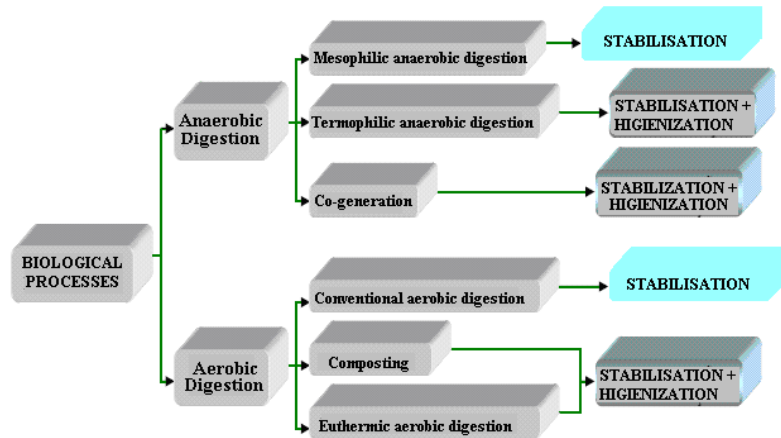 Mesophilic anaerobic digestion
STABILISATION
Anaerobic
Digestion
Termophilic anaerobic digestion
STABILISATION +
HIGIENIZATION
Co-generation
STABILIZATION +
HIGIENIZATION
BIOLOGICAL
PROCESSES
Conventional aerobic digestion
STABILISATION
Aerobic
Digestion
Composting
Euthermic aerobic digestion
STABILISATION +
HIGIENIZATION